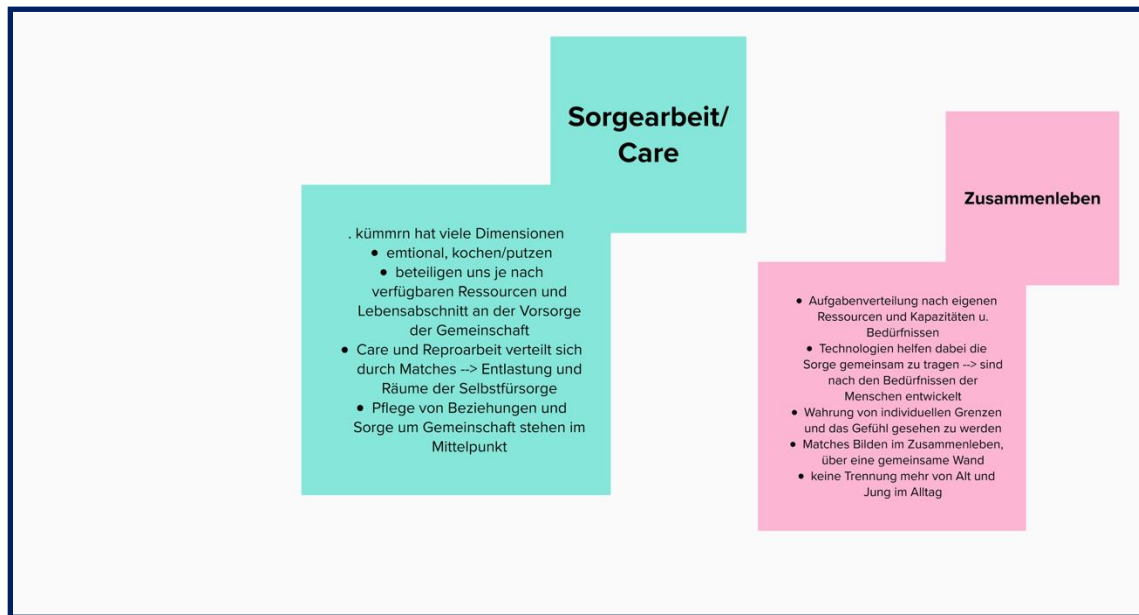 Sorgearbeit/
Care
. kümmrn hat viele Dimensionen
• emtional, kochen/putzen
• beteiligen uns je nach
verfügbaren Ressourcen und
Lebensabschnitt an der Vorsorge
der Gemeinschaft
• Care und Reproarbeit verteilt sich
durch Matches --> Entlastung und
Räume der Selbstfürsorge
• Pflege von Beziehungen und
Sorge um Gemeinschaft stehen im
Mittelpunkt
Zusammenleben
• Aufgabenverteilung nach eigenen
Ressourcen und Kapazitäten u.
Bedürfnissen
• Technologien helfen dabei die
Sorge gemeinsam zu tragen --> sind
nach den Bedürfnissen der
Menschen entwickelt
• Wahrung von individuellen Grenzen
und das Gefühl gesehen zu werden
• Matches Bilden im Zusammenleben,
über eine gemeinsame Wand
• keine Trennung mehr von Alt und
Jung im Alltag